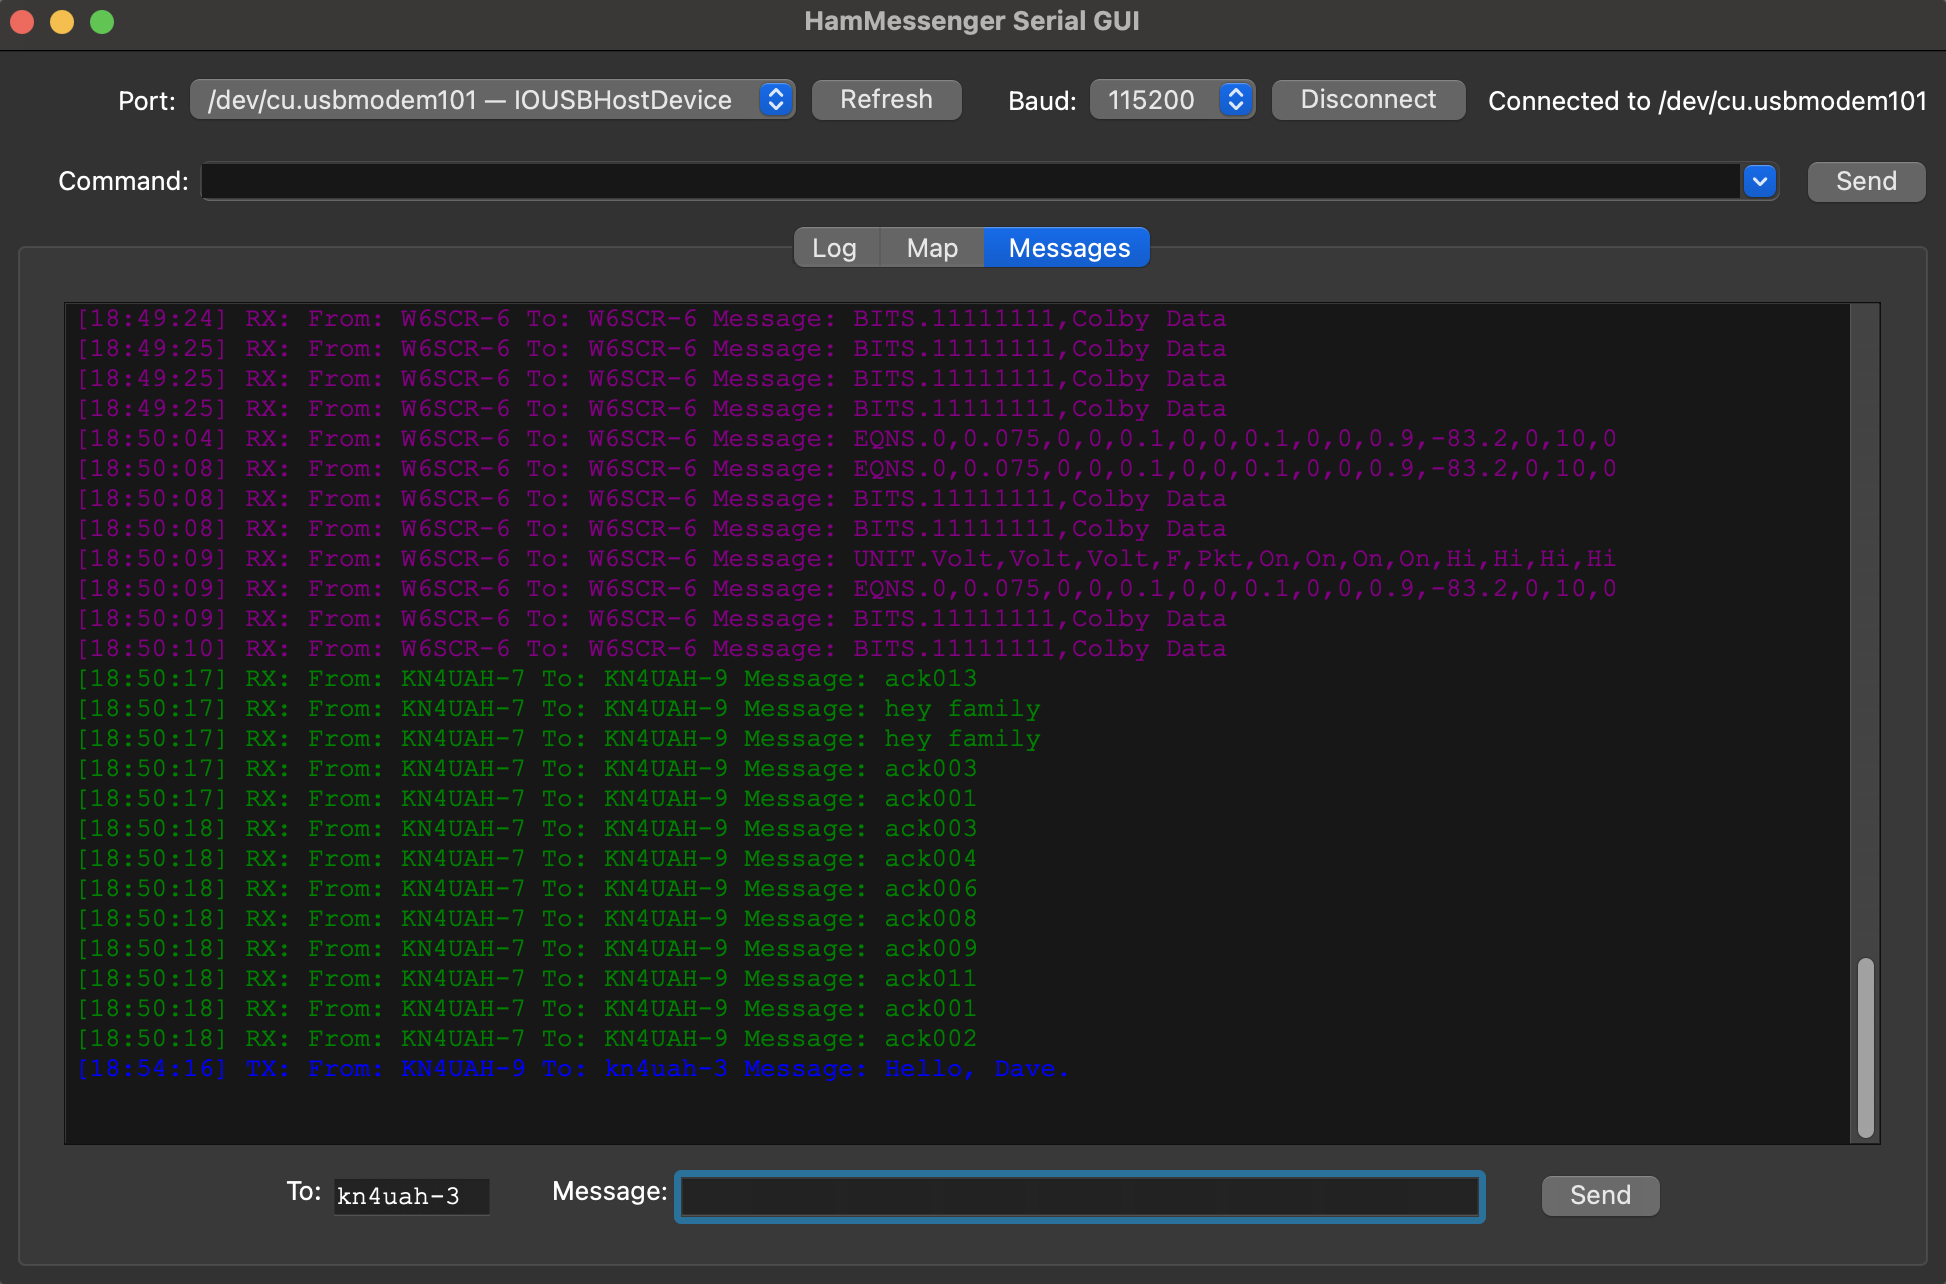 HamMessenger Serial GUI
Port: /dev/cu.usbmodem101 — IOUSBHostDevice Refresh Baud: 115200 Disconnect Connected to /dev/cu.usbmodem101
Command: Send
Log Map Messages
[18:49:24] RX: From: W6SCR-6 To: W6SCR-6 Message: BITS.11111111,Colby Data
[18:49:25] RX: From: W6SCR-6 To: W6SCR-6 Message: BITS.11111111,Colby Data
[18:49:25] RX: From: W6SCR-6 To: W6SCR-6 Message: BITS.11111111,Colby Data
[18:49:25] RX: From: W6SCR-6 To: W6SCR-6 Message: BITS.11111111,Colby Data
[18:50:04] RX: From: W6SCR-6 To: W6SCR-6 Message: EQNS.0,0.075,0,0,0.1,0,0,0.1,0,0,0.9,-83.2,0,10,0
[18:50:08] RX: From: W6SCR-6 To: W6SCR-6 Message: EQNS.0,0.075,0,0,0.1,0,0,0.1,0,0,0.9,-83.2,0,10,0
[18:50:08] RX: From: W6SCR-6 To: W6SCR-6 Message: BITS.11111111,Colby Data
[18:50:08] RX: From: W6SCR-6 To: W6SCR-6 Message: BITS.11111111,Colby Data
[18:50:09] RX: From: W6SCR-6 To: W6SCR-6 Message: UNIT.Volt,Volt,Volt,F,Pkt,On,On,On,On,Hi,Hi,Hi,Hi
[18:50:09] RX: From: W6SCR-6 To: W6SCR-6 Message: EQNS.0,0.075,0,0,0.1,0,0,0.1,0,0,0.9,-83.2,0,10,0
[18:50:09] RX: From: W6SCR-6 To: W6SCR-6 Message: BITS.11111111,Colby Data
[18:50:10] RX: From: W6SCR-6 To: W6SCR-6 Message: BITS.11111111,Colby Data
[18:50:17] RX: From: KN4UAH-7 To: KN4UAH-9 Message: ack013
[18:50:17] RX: From: KN4UAH-7 To: KN4UAH-9 Message: hey family
[18:50:17] RX: From: KN4UAH-7 To: KN4UAH-9 Message: hey family
[18:50:17] RX: From: KN4UAH-7 To: KN4UAH-9 Message: ack003
[18:50:17] RX: From: KN4UAH-7 To: KN4UAH-9 Message: ack001
[18:50:18] RX: From: KN4UAH-7 To: KN4UAH-9 Message: ack003
[18:50:18] RX: From: KN4UAH-7 To: KN4UAH-9 Message: ack004
[18:50:18] RX: From: KN4UAH-7 To: KN4UAH-9 Message: ack006
[18:50:18] RX: From: KN4UAH-7 To: KN4UAH-9 Message: ack008
[18:50:18] RX: From: KN4UAH-7 To: KN4UAH-9 Message: ack009
[18:50:18] RX: From: KN4UAH-7 To: KN4UAH-9 Message: ack011
[18:50:18] RX: From: KN4UAH-7 To: KN4UAH-9 Message: ack001
[18:50:18] RX: From: KN4UAH-7 To: KN4UAH-9 Message: ack002
[18:54:16] TX: From: KN4UAH-9 To: kn4uah-3 Message: Hello, Dave.
To: kn4uah-3 Message: Send